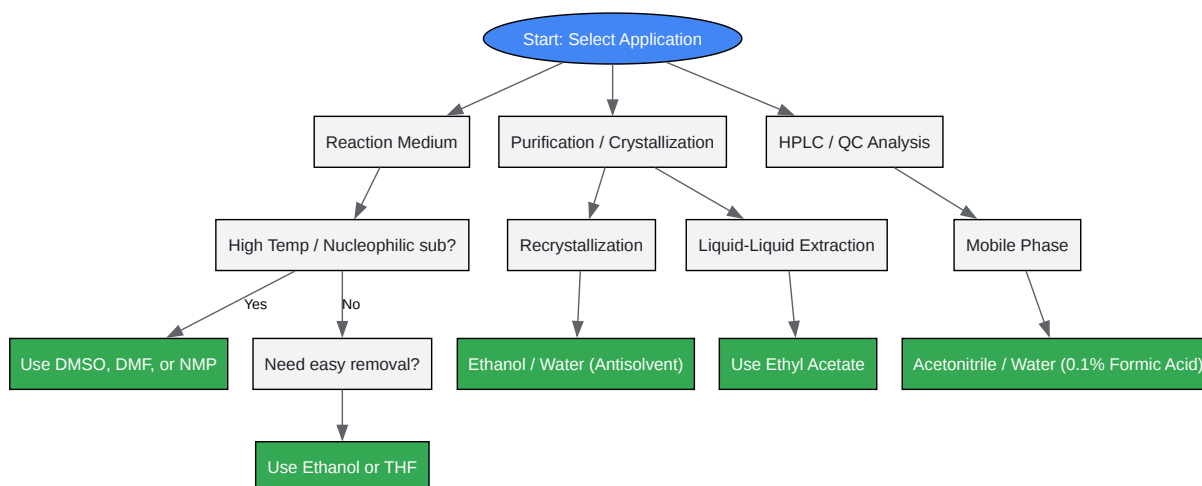 Start: Select Application
Reaction Medium
Purification / Crystallization
HPLC / QC Analysis
High Temp / Nucleophilic sub?
Recrystallization
Liquid-Liquid Extraction
Mobile Phase
Yes
No
Use DMSO, DMF, or NMP
Need easy removal?
Ethanol / Water (Antisolvent)
Use Ethyl Acetate
Acetonitrile / Water (0.1% Formic Acid)
Use Ethanol or THF